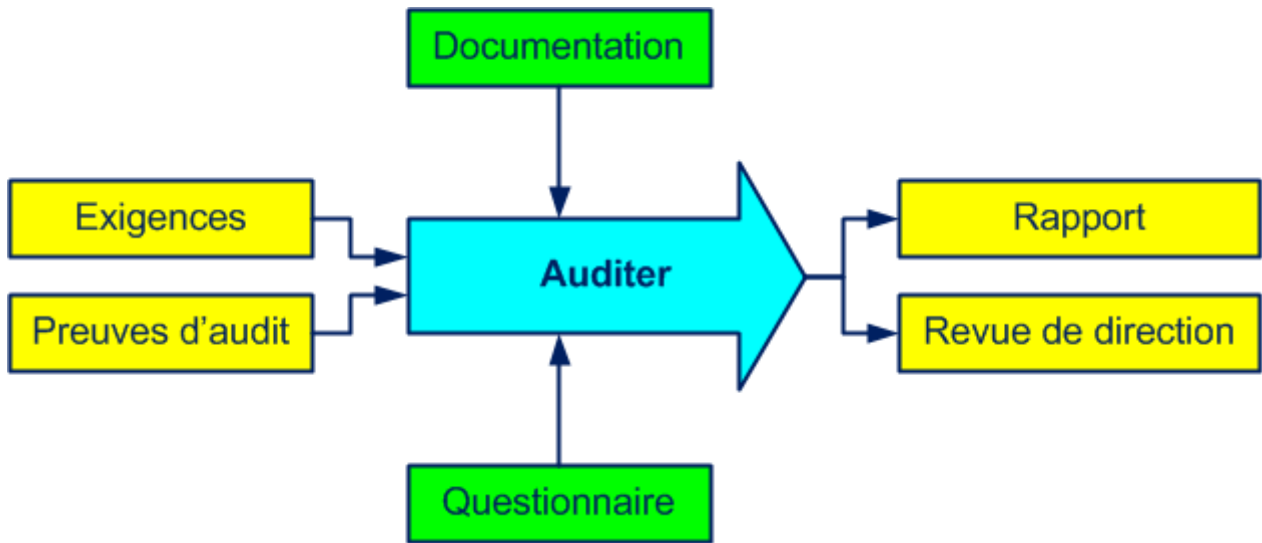 Documentation
Exigences
Preuves d’audit
Auditer
Rapport
Revue de direction
Questionnaire